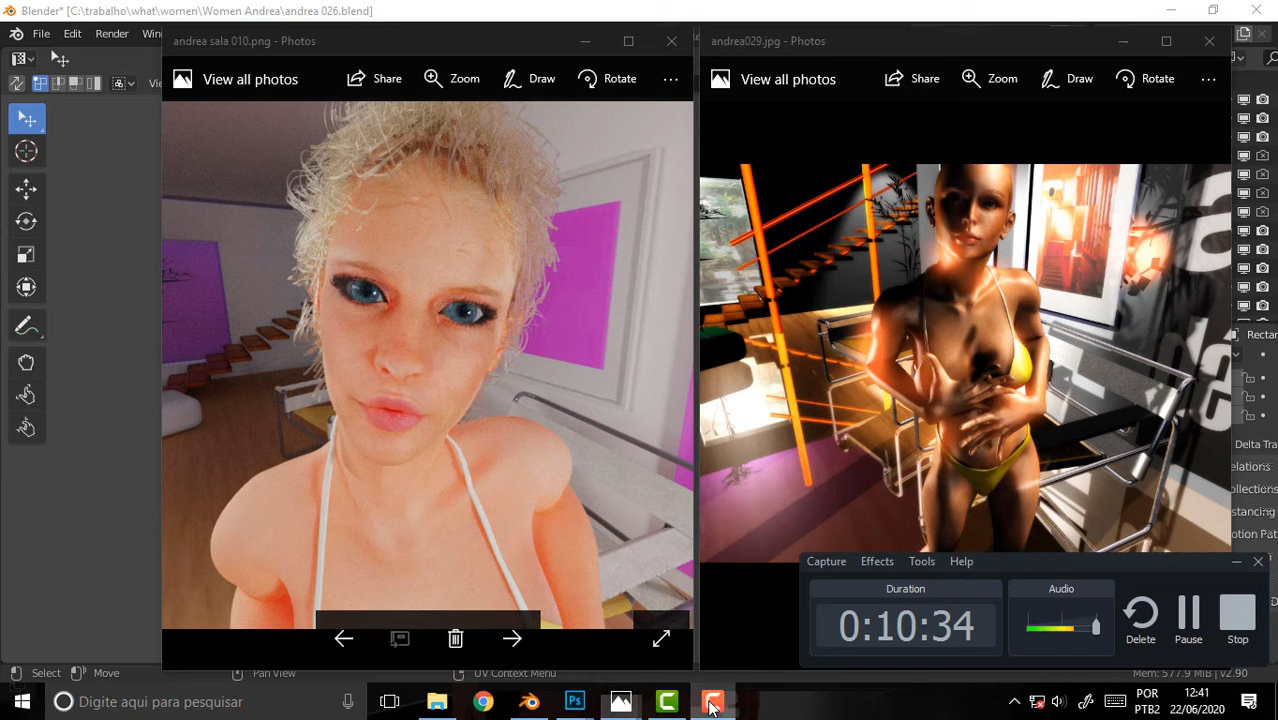 Blender* [C:\trabalho\what\women\Women Andrea\andrea 026.blend]
File Edit Render Window
andrea sala 010.png - Photos
andrea029.jpg - Photos
View all photos Share Zoom Draw Rotate ...
View all photos Share Zoom Draw Rotate ...
Delta
Capture Effects Tools Help
Duration
Audio
0:10:34
Delete
Pause
Stop
Select Move Pan View UV Context Menu Mem: 577.9 MiB | v2.90
Digite aqui para pesquisar
Ps
POR
PTB2
12:41
22/06/2020